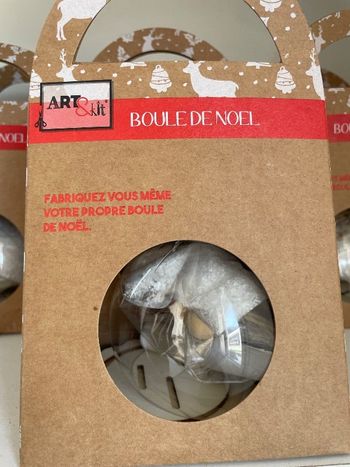 ART&kit
BOULE DE NOEL
FABRIQUEZ VOUS MÊME
VOTRE PROPRE BOULE
DE NOËL.